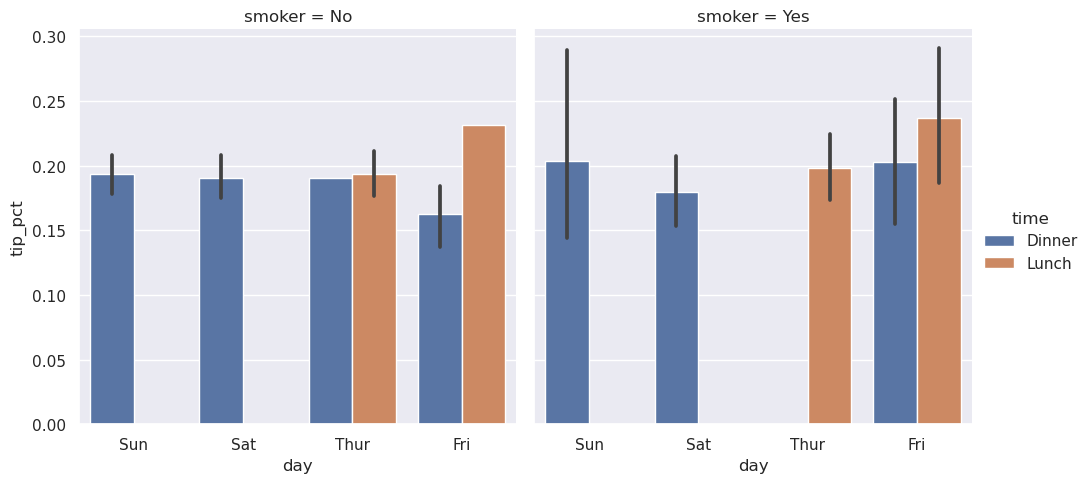 smoker = No
smoker = Yes
tip_pct
0.30
0.25
0.20
0.15
0.10
0.05
0.00
Sun Sat Thur Fri
day
Sun Sat Thur Fri
day
time
Dinner
Lunch